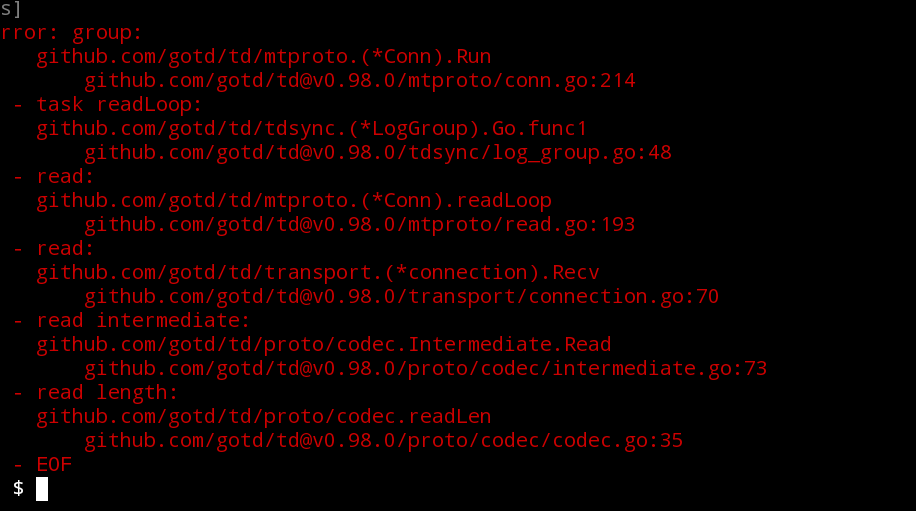 s]
rror: group:
github.com/gotd/td/mtproto.(*Conn).Run
github.com/gotd/td@v0.98.0/mtproto/conn.go:214
- task readLoop:
github.com/gotd/td/tdsync.(*LogGroup).Go.func1
github.com/gotd/td@v0.98.0/tdsync/log_group.go:48
- read:
github.com/gotd/td/mtproto.(*Conn).readLoop
github.com/gotd/td@v0.98.0/mtproto/read.go:193
- read:
github.com/gotd/td/transport.(*connection).Recv
github.com/gotd/td@v0.98.0/transport/connection.go:70
- read intermediate:
github.com/gotd/td/proto/codec.Intermediate.Read
github.com/gotd/td@v0.98.0/proto/codec/intermediate.go:73
- read length:
github.com/gotd/td/proto/codec.readLen
github.com/gotd/td@v0.98.0/proto/codec/codec.go:35
- EOF
$